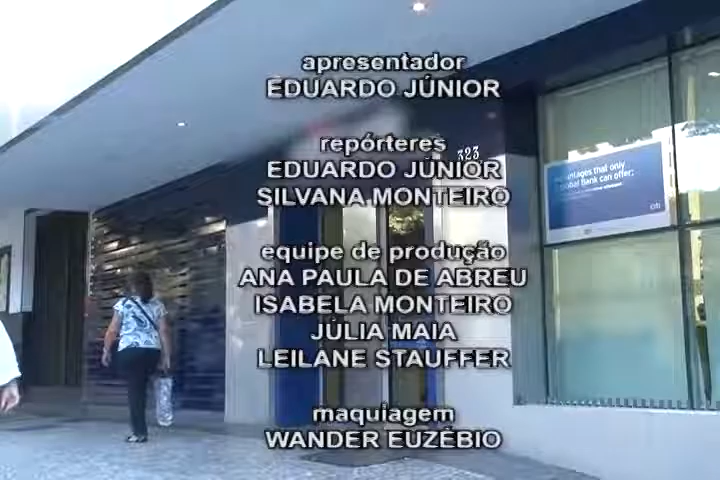 apresentador
EDUARDO JÚNIOR
repórteres
EDUARDO JÚNIOR
SILVANA MONTEIRO
323
equipe de produção
ANA PAULA DE ABREU
ISABELA MONTEIRO
JÚLIA MAIA
LEILANE STAUFFER
maquiagem
WANDER EUZÉBIO
that only
Bank can offer:
citi